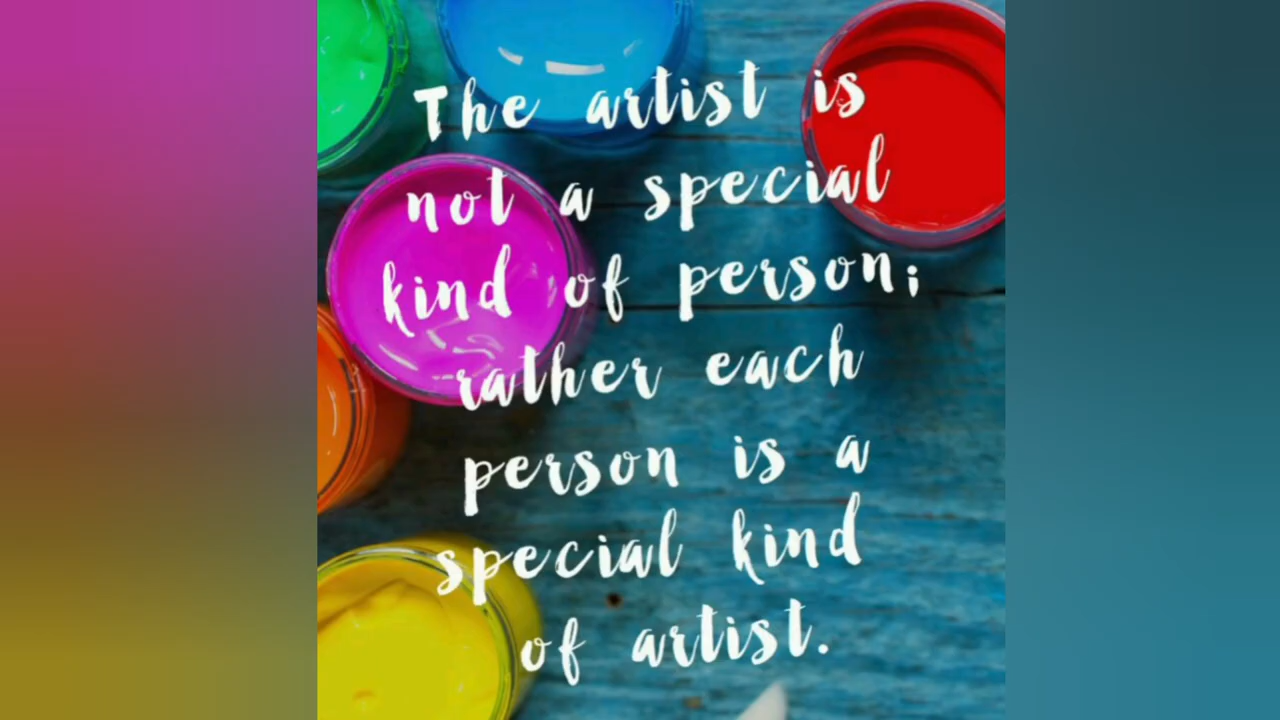 The artist is
not a special
kind of person;
rather each
person is a
special kind
of artist.